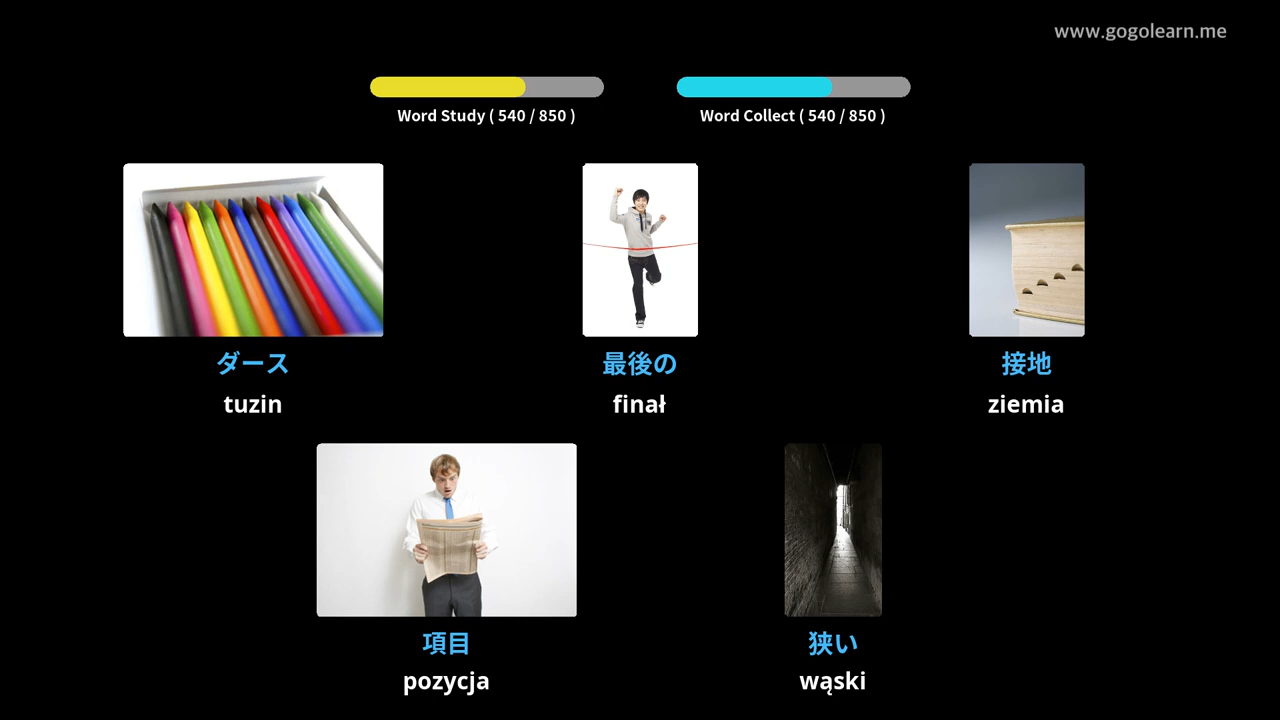 www.gogolearn.me
Word Study ( 540 / 850 )
Word Collect ( 540 / 850 )
ダース
tuzin
最後の
finał
接地
ziemia
項目
pozycja
狭い
wąski